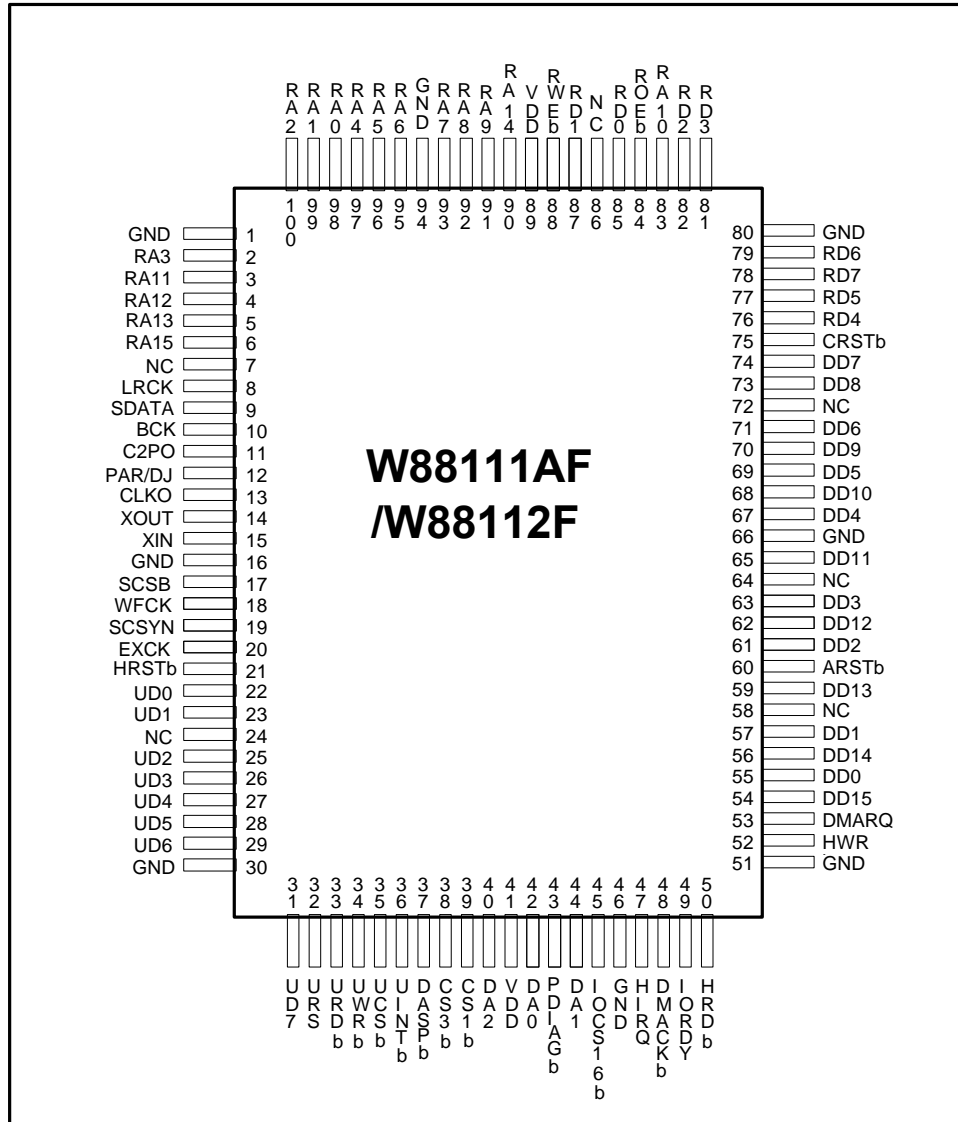 RA2 RA1 RA0 RA4 RA5 RA6 GND RA7 RA8 RA9 RA14 VDD RWEb RD1 NC RD0 ROEb RA10 RD2 RD3
100 99 98 97 96 95 94 93 92 91 90 89 88 87 86 85 84 83 82 81
GND 1
RA3 2
RA11 3
RA12 4
RA13 5
RA15 6
NC 7
LRCK 8
SDATA 9
BCK 10
C2PO 11
PAR/DJ 12
CLKO 13
XOUT 14
XIN 15
GND 16
SCSB 17
WFCK 18
SCSYN 19
EXCK 20
HRSTb 21
UD0 22
UD1 23
NC 24
UD2 25
UD3 26
UD4 27
UD5 28
UD6 29
GND 30
W88111AF
/W88112F
80 GND
79 RD6
78 RD7
77 RD5
76 RD4
75 CRSTb
74 DD7
73 DD8
72 NC
71 DD6
70 DD9
69 DD5
68 DD10
67 DD4
66 GND
65 DD11
64 NC
63 DD3
62 DD12
61 DD2
60 ARSTb
59 DD13
58 NC
57 DD1
56 DD14
55 DD0
54 DD15
53 DMARQ
52 HWR
51 GND
31 32 33 34 35 36 37 38 39 40 41 42 43 44 45 46 47 48 49 50
UD7 URS URDb UWRb UCSb UINTb DASPb CS3b CS1b DA2 VDD DA0 PDIAGb DA1 IOCS16b GND HIRQ DMACKb IORDY HRDb